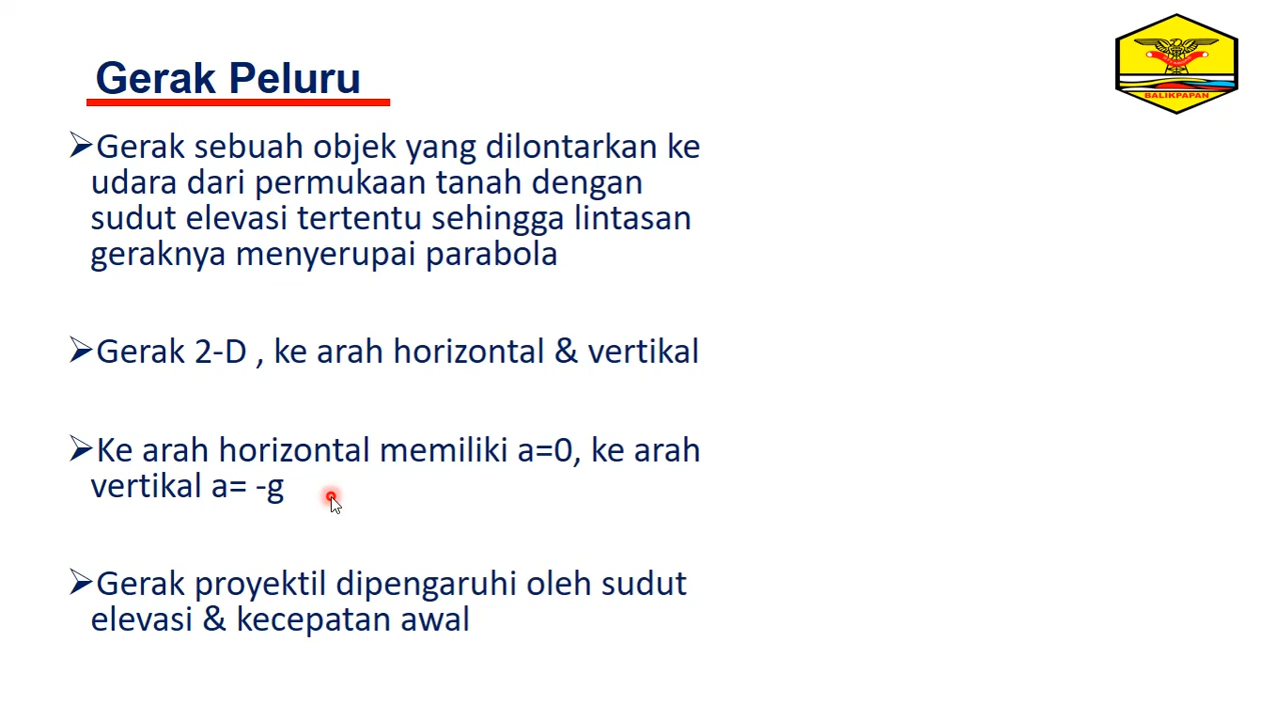 Gerak Peluru
BALIKPAPAN
➢Gerak sebuah objek yang dilontarkan ke
udara dari permukaan tanah dengan
sudut elevasi tertentu sehingga lintasan
geraknya menyerupai parabola
➢Gerak 2-D , ke arah horizontal & vertikal
➢Ke arah horizontal memiliki a=0, ke arah
vertikal a= -g
➢Gerak proyektil dipengaruhi oleh sudut
elevasi & kecepatan awal